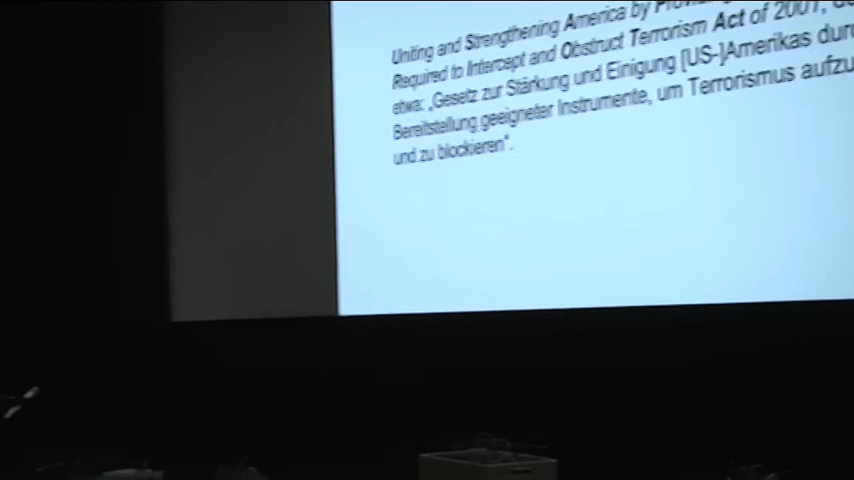 Uniting and Strengthening America by
Required to Intercept and Obstruct Terrorism Act of 2001,
etwa: „Gesetz zur Stärkung und Einigung [US-]Amerikas
Bereitstellung geeigneter Instrumente, um Terrorismus
und zu blockieren“.